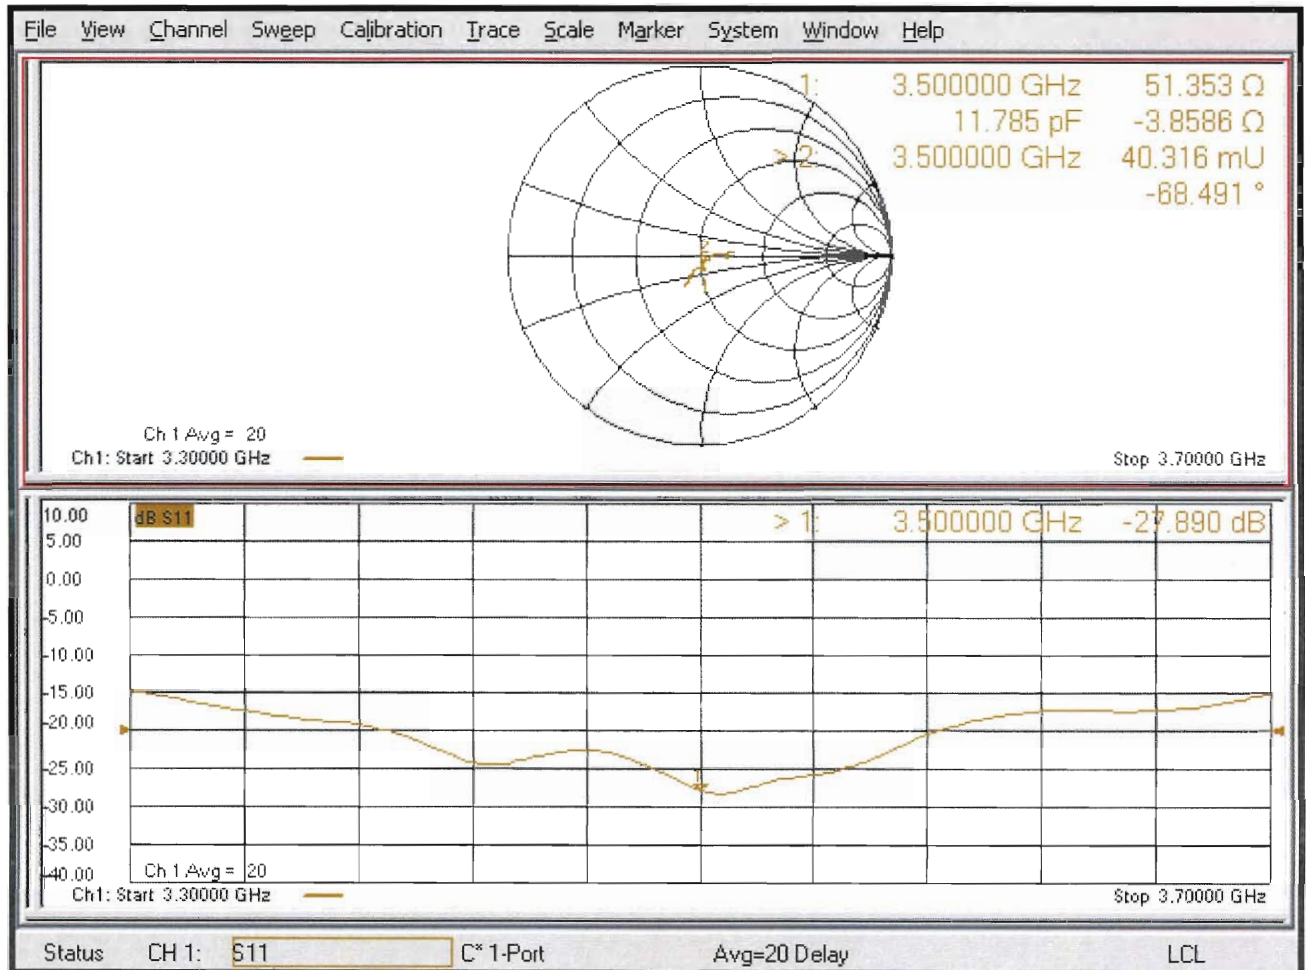 File View Channel Sweep Calibration Trace Scale Marker System Window Help
1: 3.500000 GHz 51.353 Ω
11.785 pF -3.8586 Ω
> 2: 3.500000 GHz 40.316 mU
-68.491 °
Ch 1 Avg = 20
Ch1: Start 3.30000 GHz
Stop 3.70000 GHz
10.00
dB S11
> 1: 3.500000 GHz -27.890 dB
5.00
0.00
-5.00
-10.00
-15.00
-20.00
-25.00
1
-30.00
-35.00
-40.00
Ch 1 Avg = 20
Ch1: Start 3.30000 GHz
Stop 3.70000 GHz
Status CH 1: S11 C* 1-Port Avg=20 Delay LCL